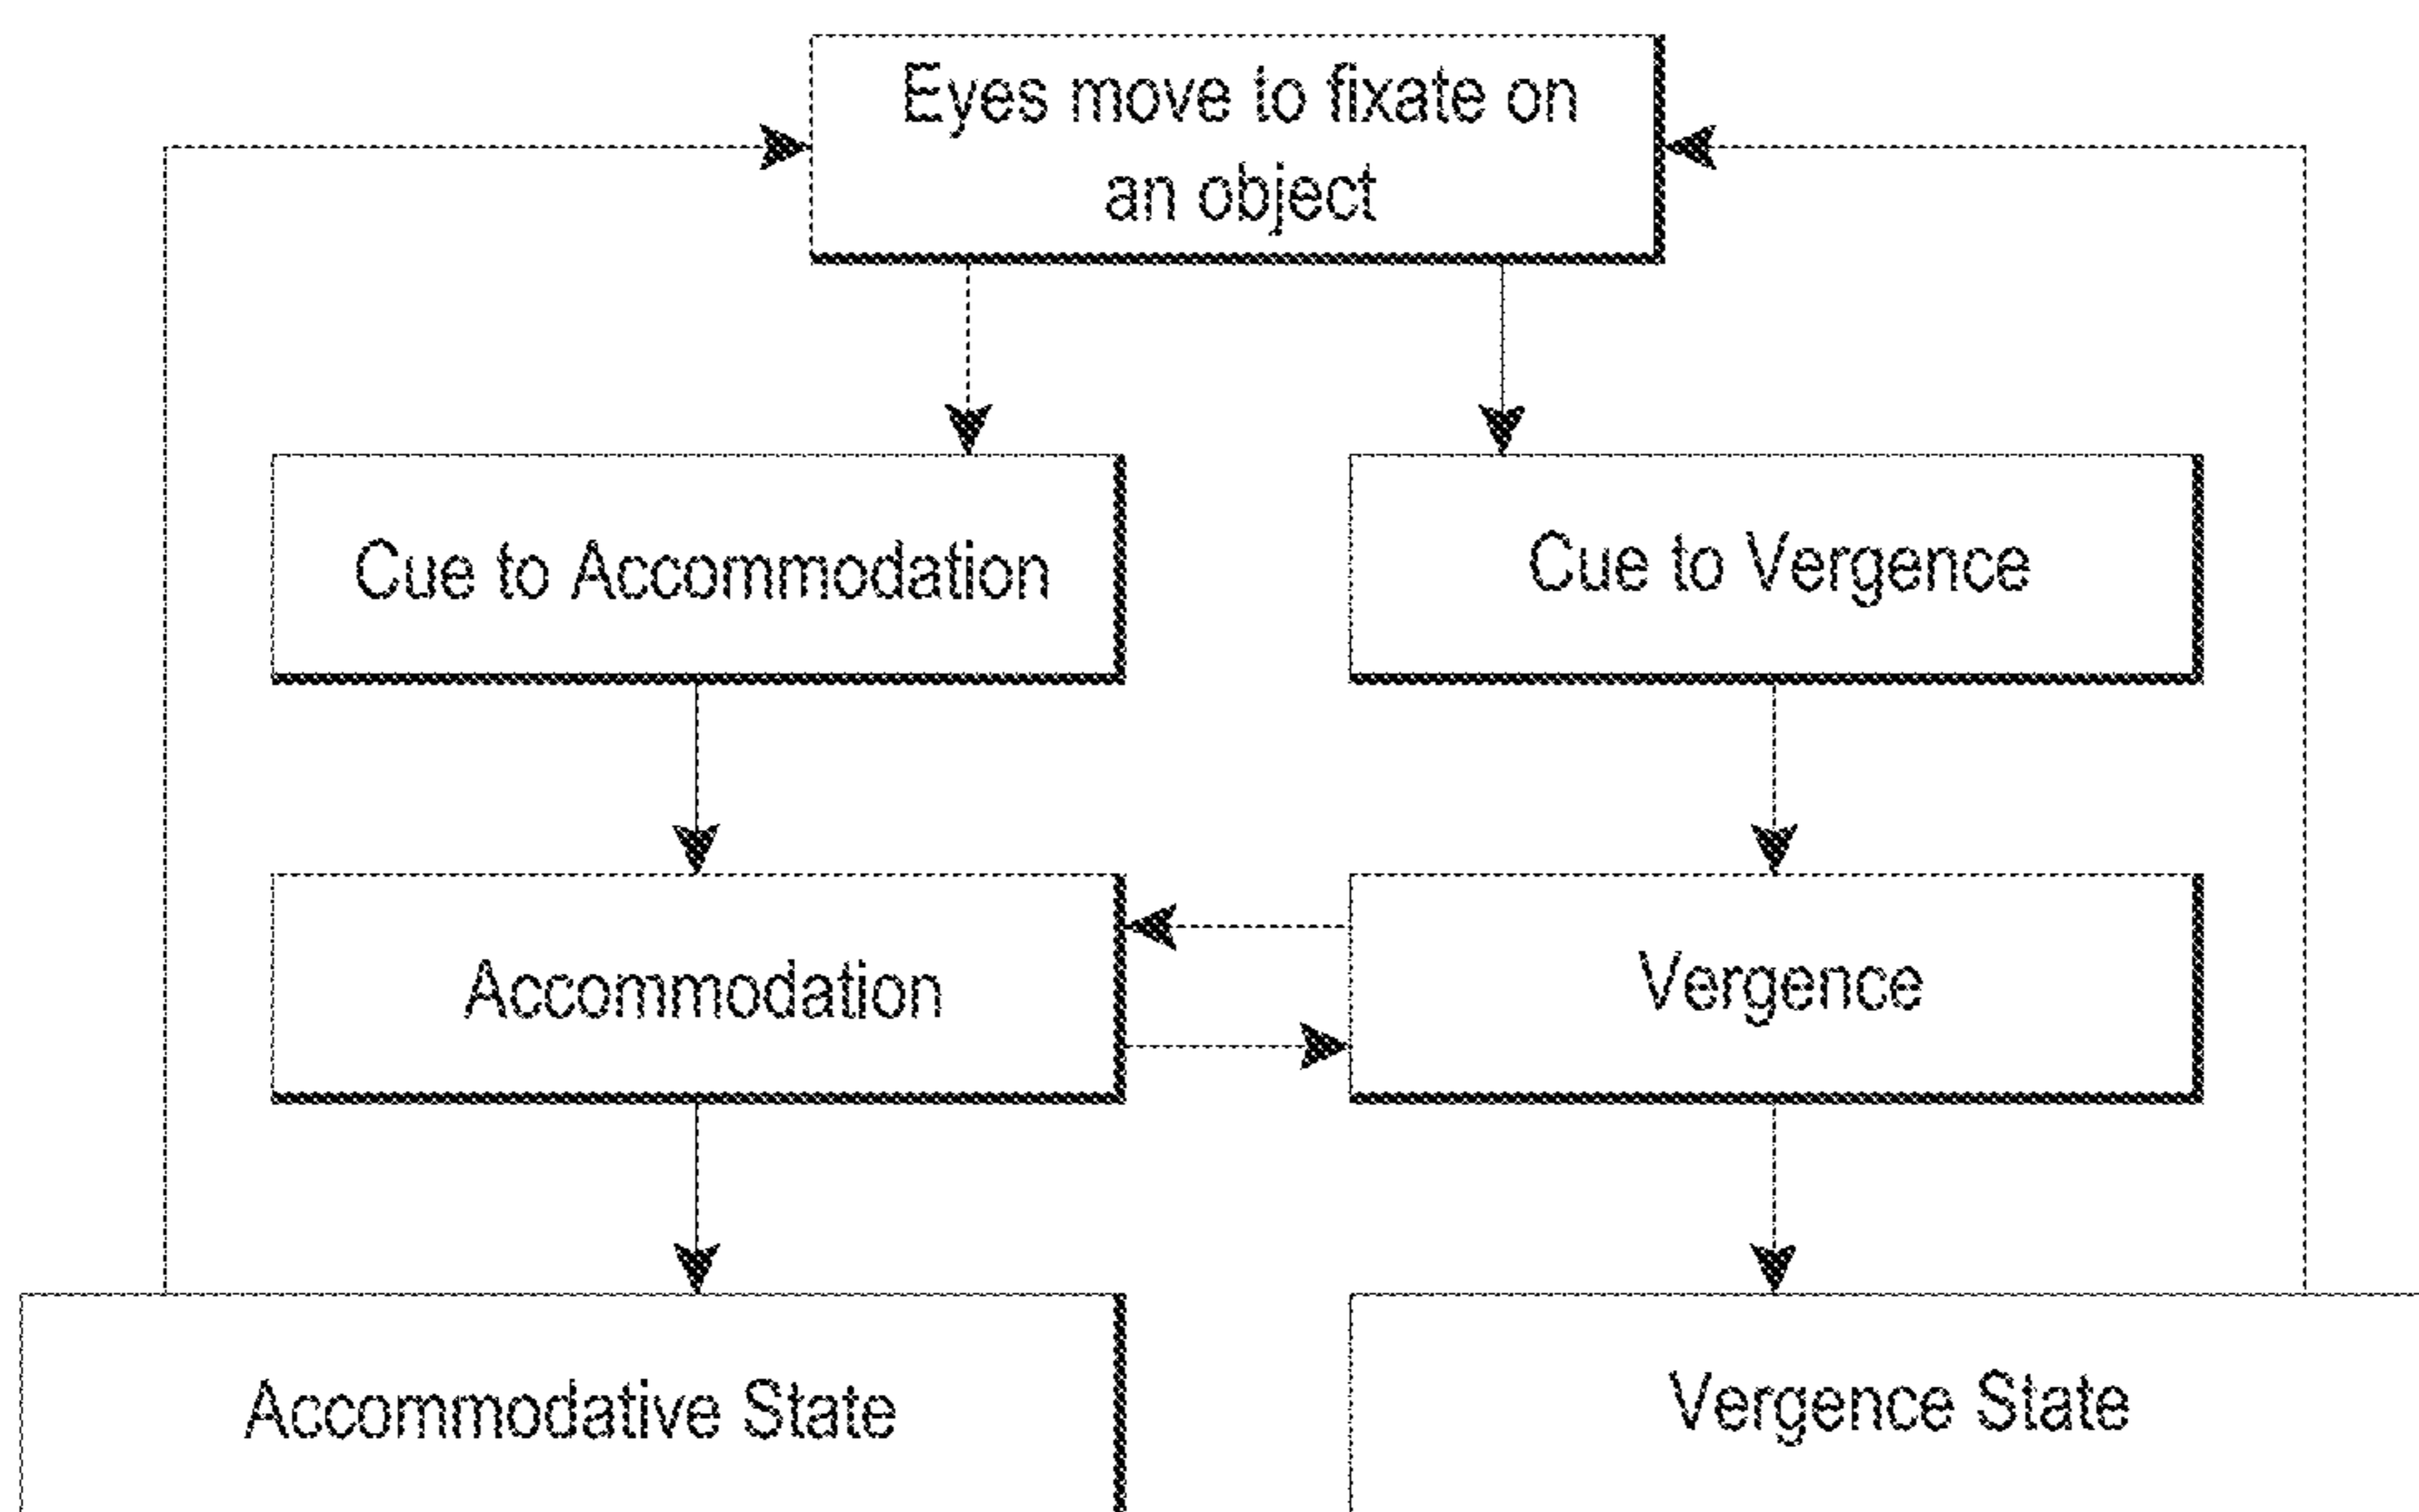 Eyes move to fixate on
an object
Cue to Accommodation
Cue to Vergence
Accommodation
Vergence
Accommodative State
Vergence State